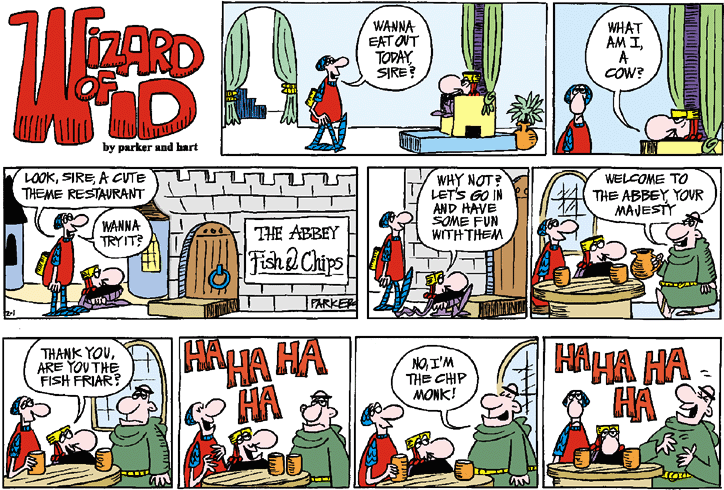 WIZARD
OF ID
by parker and hart
WANNA
EAT OUT
TODAY,
SIRE?
WHAT
AM I,
A
COW?
LOOK, SIRE, A CUTE
THEME RESTAURANT
WANNA
TRY IT?
THE ABBEY
Fish & Chips
PARKER
2-1
WHY NOT?
LET'S GO IN
AND HAVE
SOME FUN
WITH THEM
WELCOME TO
THE ABBEY, YOUR
MAJESTY
THANK YOU,
ARE YOU THE
FISH FRIAR?
HA HA HA
HA
NO, I'M
THE CHIP
MONK!
HA HA HA
HA